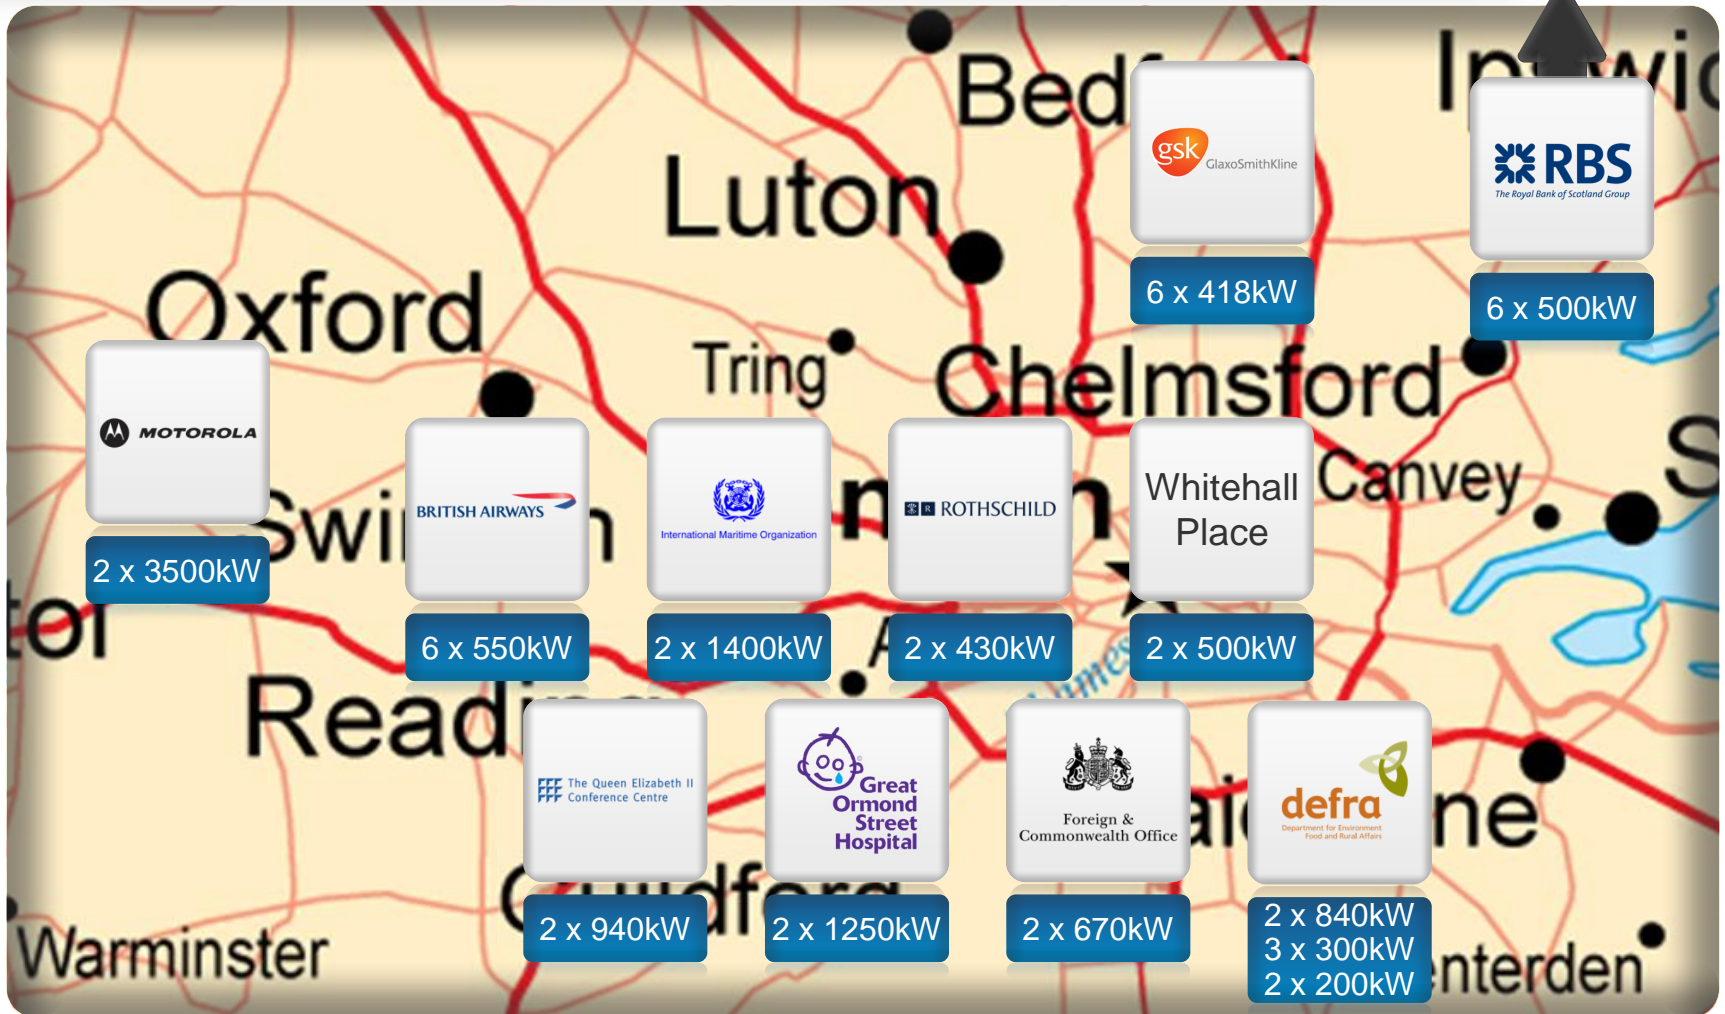 Luton
gsk
GlaxoSmithKline
RBS
The Royal Bank of Scotland Group
6 x 418kW
6 x 500kW
Oxford
Tring
Chelmsford
MOTOROLA
2 x 3500kW
BRITISH AIRWAYS
International Maritime Organization
R
ROTHSCHILD
Whitehall
Place
Canvey
6 x 550kW
2 x 1400kW
2 x 430kW
2 x 500kW
The Queen Elizabeth II
Conference Centre
Great
Ormond
Street
Hospital
Foreign &
Commonwealth Office
defra
Department for Environment
Food and Rural Affairs
2 x 940kW
2 x 1250kW
2 x 670kW
2 x 840kW
3 x 300kW
2 x 200kW
Warminster